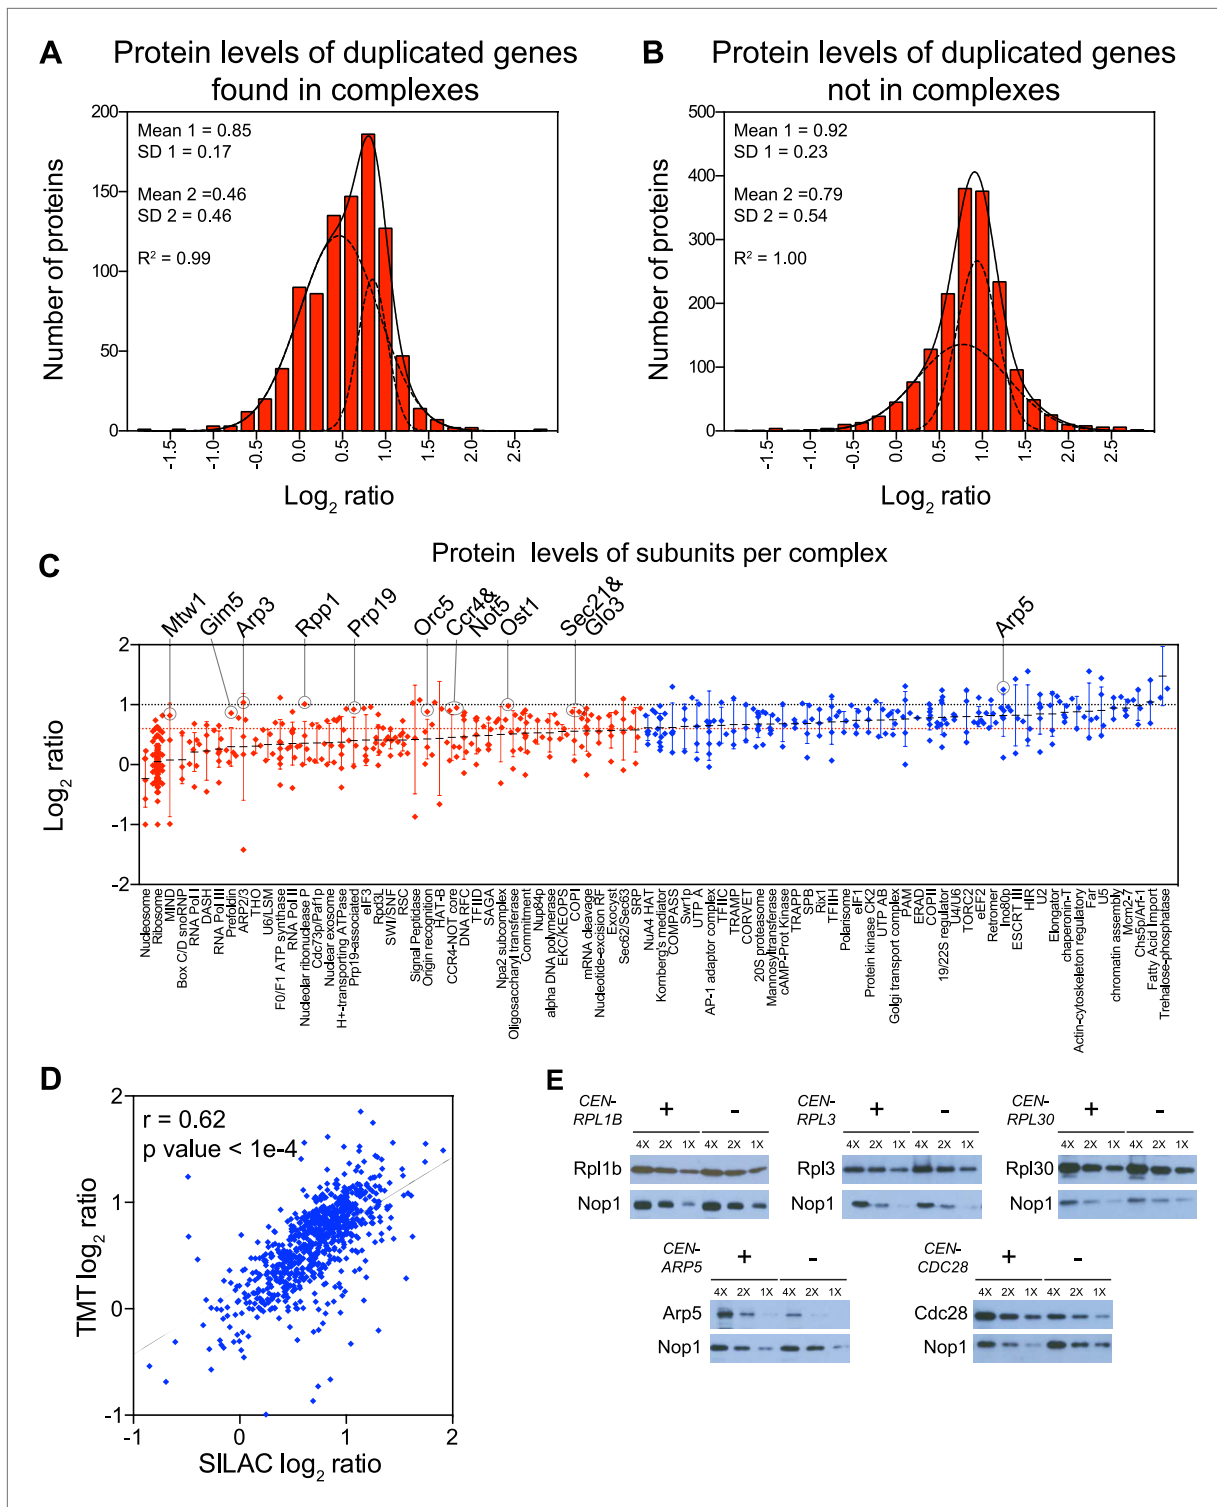 A
Protein levels of duplicated genes
found in complexes
Mean 1 = 0.85
SD 1 = 0.17
Mean 2 =0.46
SD 2 = 0.46
R² = 0.99
Number of proteins
200
150
100
50
0
-1.5
-1.0
-0.5
0.0
0.5
1.0
1.5
2.0
2.5
Log₂ ratio
B
Protein levels of duplicated genes
not in complexes
Mean 1 = 0.92
SD 1 = 0.23
Mean 2 =0.79
SD 2 = 0.54
R² = 1.00
Number of proteins
500
400
300
200
100
0
-1.5
-1.0
-0.5
0.0
0.5
1.0
1.5
2.0
2.5
Log₂ ratio
C
Protein levels of subunits per complex
Mtw1
Gim5
Arp3
Rpp1
Prp19
Orc5
Ccr4&
Not5
Ost1
Sec21&
Glo3
Arp5
Log₂ ratio
2
1
0
-1
-2
Nucleosome
Ribosome
MIND
Box C/D snoRNP
RNA Pol I
DASH
RNA Pol III
Prefoldin
ARP2/3
THO
U6/LSM
F0/F1 ATP synthase
RNA Pol II
Nucleolar ribonuclease P
Cdc73p/Paf1p
Nuclear exosome
H+-transporting ATPase
Prp19-associated
eIF3
Rpd3L
SWI/SNF
RSC
Signal Peptidase
Origin recognition
HAT-B
CCR4-NOT core
DNA RFC
TFIID
SAGA
Npa2 subcomplex
Oligosaccharyl transferase
Commitment
Nup84p
alpha DNA polymerase
EKC/KEOPS
COPI
mRNA cleavage
Nucleotide-excision RF
Exocyst
Sec62/Sec63
SRP
NuA4 HAT
Kornberg's mediator
COMPASS
Swr1p
UTP A
AP-1 adaptor complex
TFIIC
TRAMP
CORVET
20S proteasome
Mannosyltransferase
cAMP-Prot Kinase
TRAPP
SPB
Rix1
TFIIH
Polarisome
eIF1
Protein kinase CK2
UTP A/B
Golgi transport complex
PAM
ERAD
COPII
19/22S regulator
U4/U6
TORC2
eEF2
Retromer
Ino80p
ESCRT III
HIR
U2
Elongator
chaperonin-T
Actin-cytoskeleton regulator
Far
U5
chromatin assembly
Mcm2-7
Chs5p/Arf-1
Fatty Acid Import
Trehalose-phosphatase
D
r = 0.62
p value < 1e-4
TMT log₂ ratio
2
1
0
-1
-1
0
1
2
SILAC log₂ ratio
E
CEN-
RPL1B
+ -
4X 2X 1X 4X 2X 1X
Rpl1b
Nop1
CEN-
RPL3
+ -
4X 2X 1X 4X 2X 1X
Rpl3
Nop1
CEN-
RPL30
+ -
4X 2X 1X 4X 2X 1X
Rpl30
Nop1
CEN-
ARP5
+ -
4X 2X 1X 4X 2X 1X
Arp5
Nop1
CEN-
CDC28
+ -
4X 2X 1X 4X 2X 1X
Cdc28
Nop1